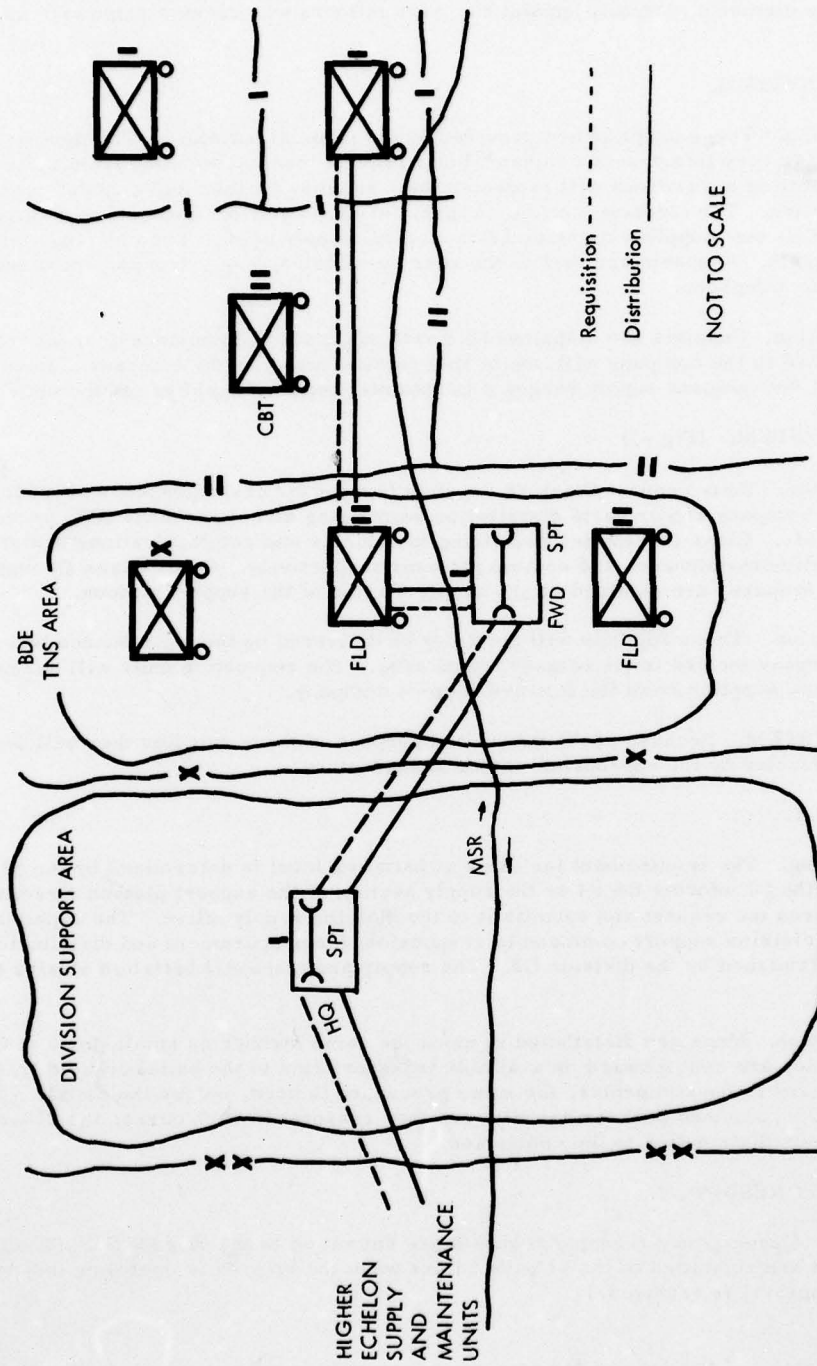 BDE
TNS AREA
DIVISION SUPPORT AREA
CBT
FLD
FWD
SPT
FLD
SPT
HQ
MSR
HIGHER
ECHELON
SUPPLY
AND
MAINTENANCE
UNITS
Requisition
Distribution
NOT TO SCALE